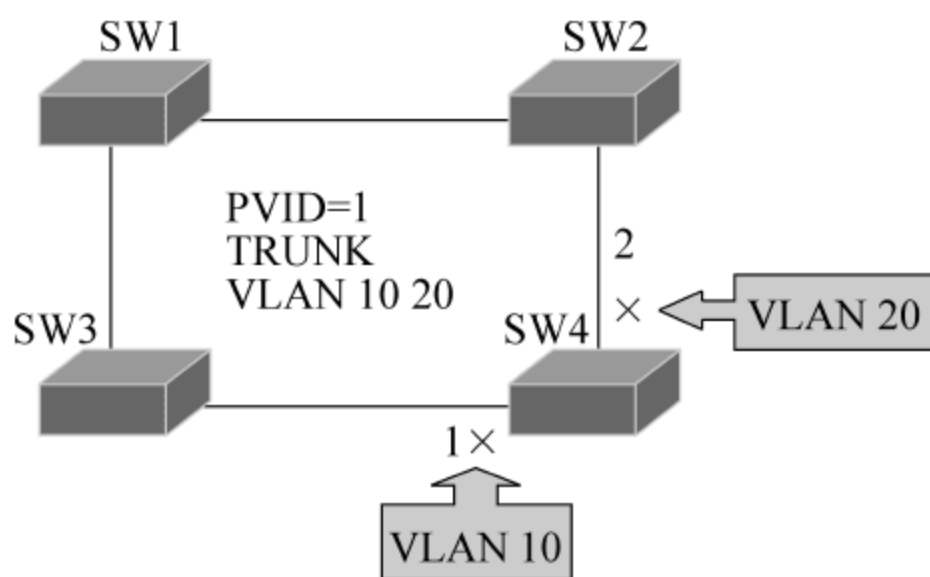 SW1
SW2
PVID=1
TRUNK
VLAN 10 20
2
×
VLAN 20
SW3
SW4
1×
VLAN 10